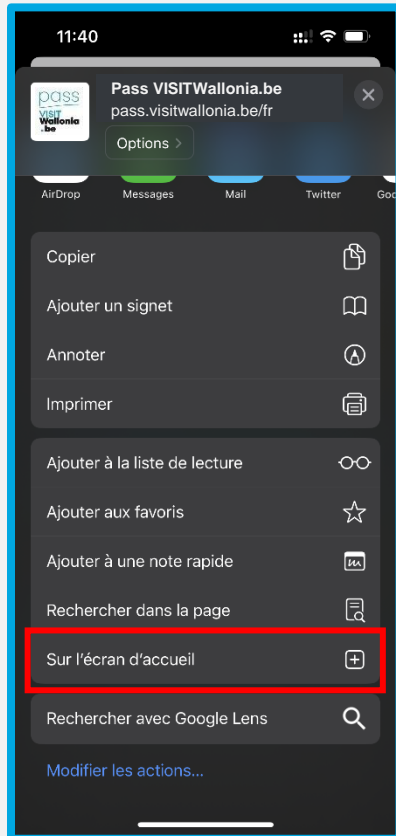 11:40
pass
VISIT
Wallonia
.be
Pass VISITWallonia.be
pass.visitwallonia.be/fr
Options
AirDrop Messages Mail Twitter Goo
Copier
Ajouter un signet
Annoter
Imprimer
Ajouter à la liste de lecture
Ajouter aux favoris
Ajouter à une note rapide
Rechercher dans la page
Sur l’écran d’accueil
Rechercher avec Google Lens
Modifier les actions...